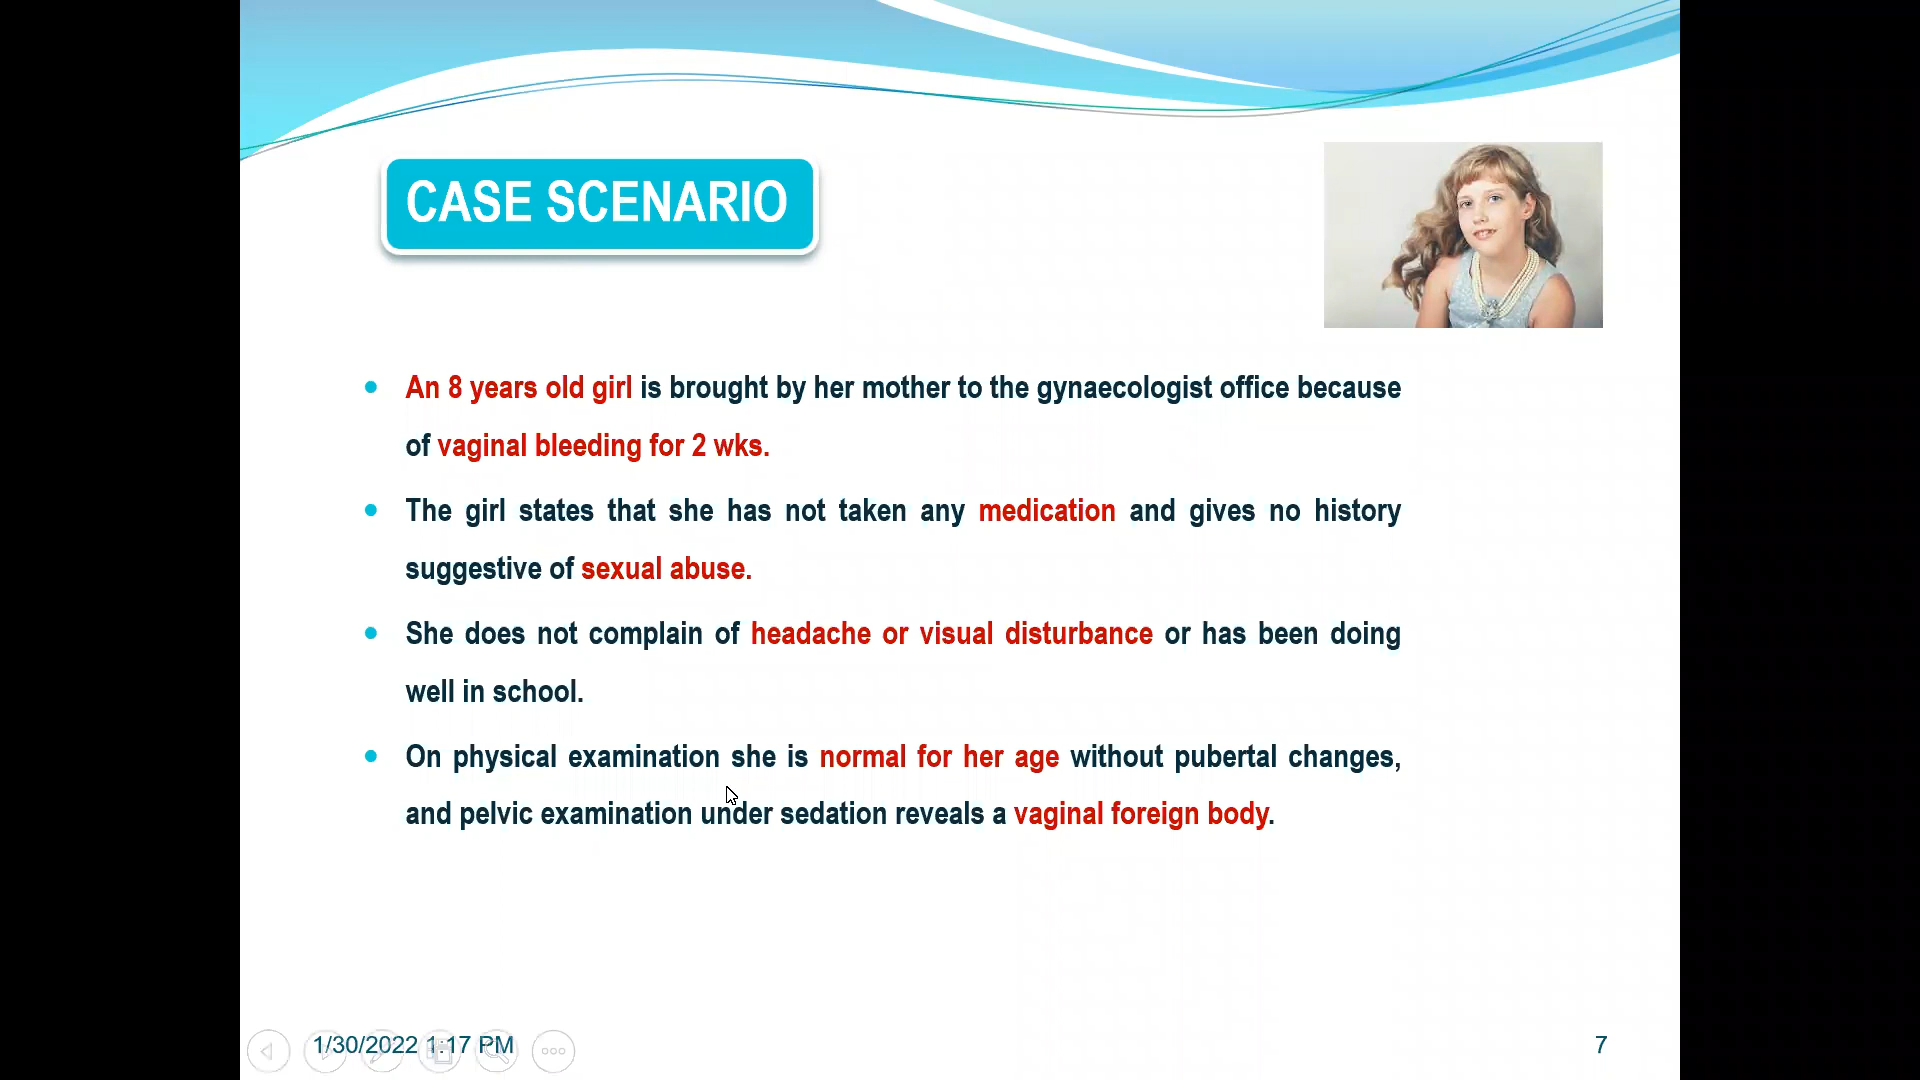 CASE SCENARIO
An 8 years old girl is brought by her mother to the gynaecologist office because
of vaginal bleeding for 2 wks.
The girl states that she has not taken any medication and gives no history
suggestive of sexual abuse.
She does not complain of headache or visual disturbance or has been doing
well in school.
On physical examination she is normal for her age without pubertal changes,
and pelvic examination under sedation reveals a vaginal foreign body.
1/30/2022 1:17 PM
7